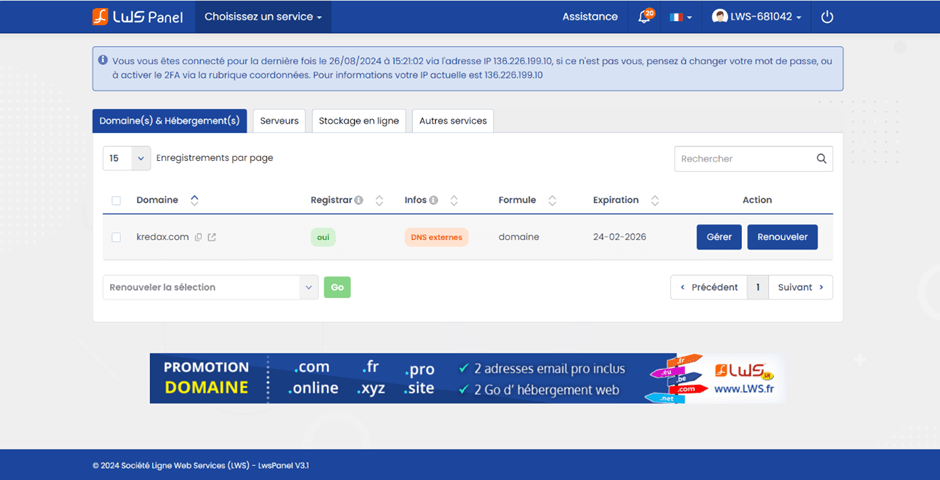 LWS Panel
Choisissez un service
Assistance
20
LWS-681042
Vous vous êtes connecté pour la dernière fois le 26/08/2024 à 15:21:02 via l'adresse IP 136.226.199.10, si ce n'est pas vous, pensez à changer votre mot de passe, ou
à activer le 2FA via la rubrique coordonnées. Pour informations votre IP actuelle est 136.226.199.10
Domaine(s) & Hébergement(s)
Serveurs
Stockage en ligne
Autres services
15
Enregistrements par page
Rechercher
Domaine
Registrar
Infos
Formule
Expiration
Action
kredax.com
oui
DNS externes
domaine
24-02-2026
Gérer
Renouveler
Renouveler la sélection
Go
Précédent
1
Suivant
PROMOTION
DOMAINE
.com .fr .pro
.online .xyz .site
2 adresses email pro inclus
2 Go d' hébergement web
.fr
.eu
.be
.com
.net
LWS
www.LWS.fr
© 2024 Société Ligne Web Services (LWS) - LwsPanel V3.1